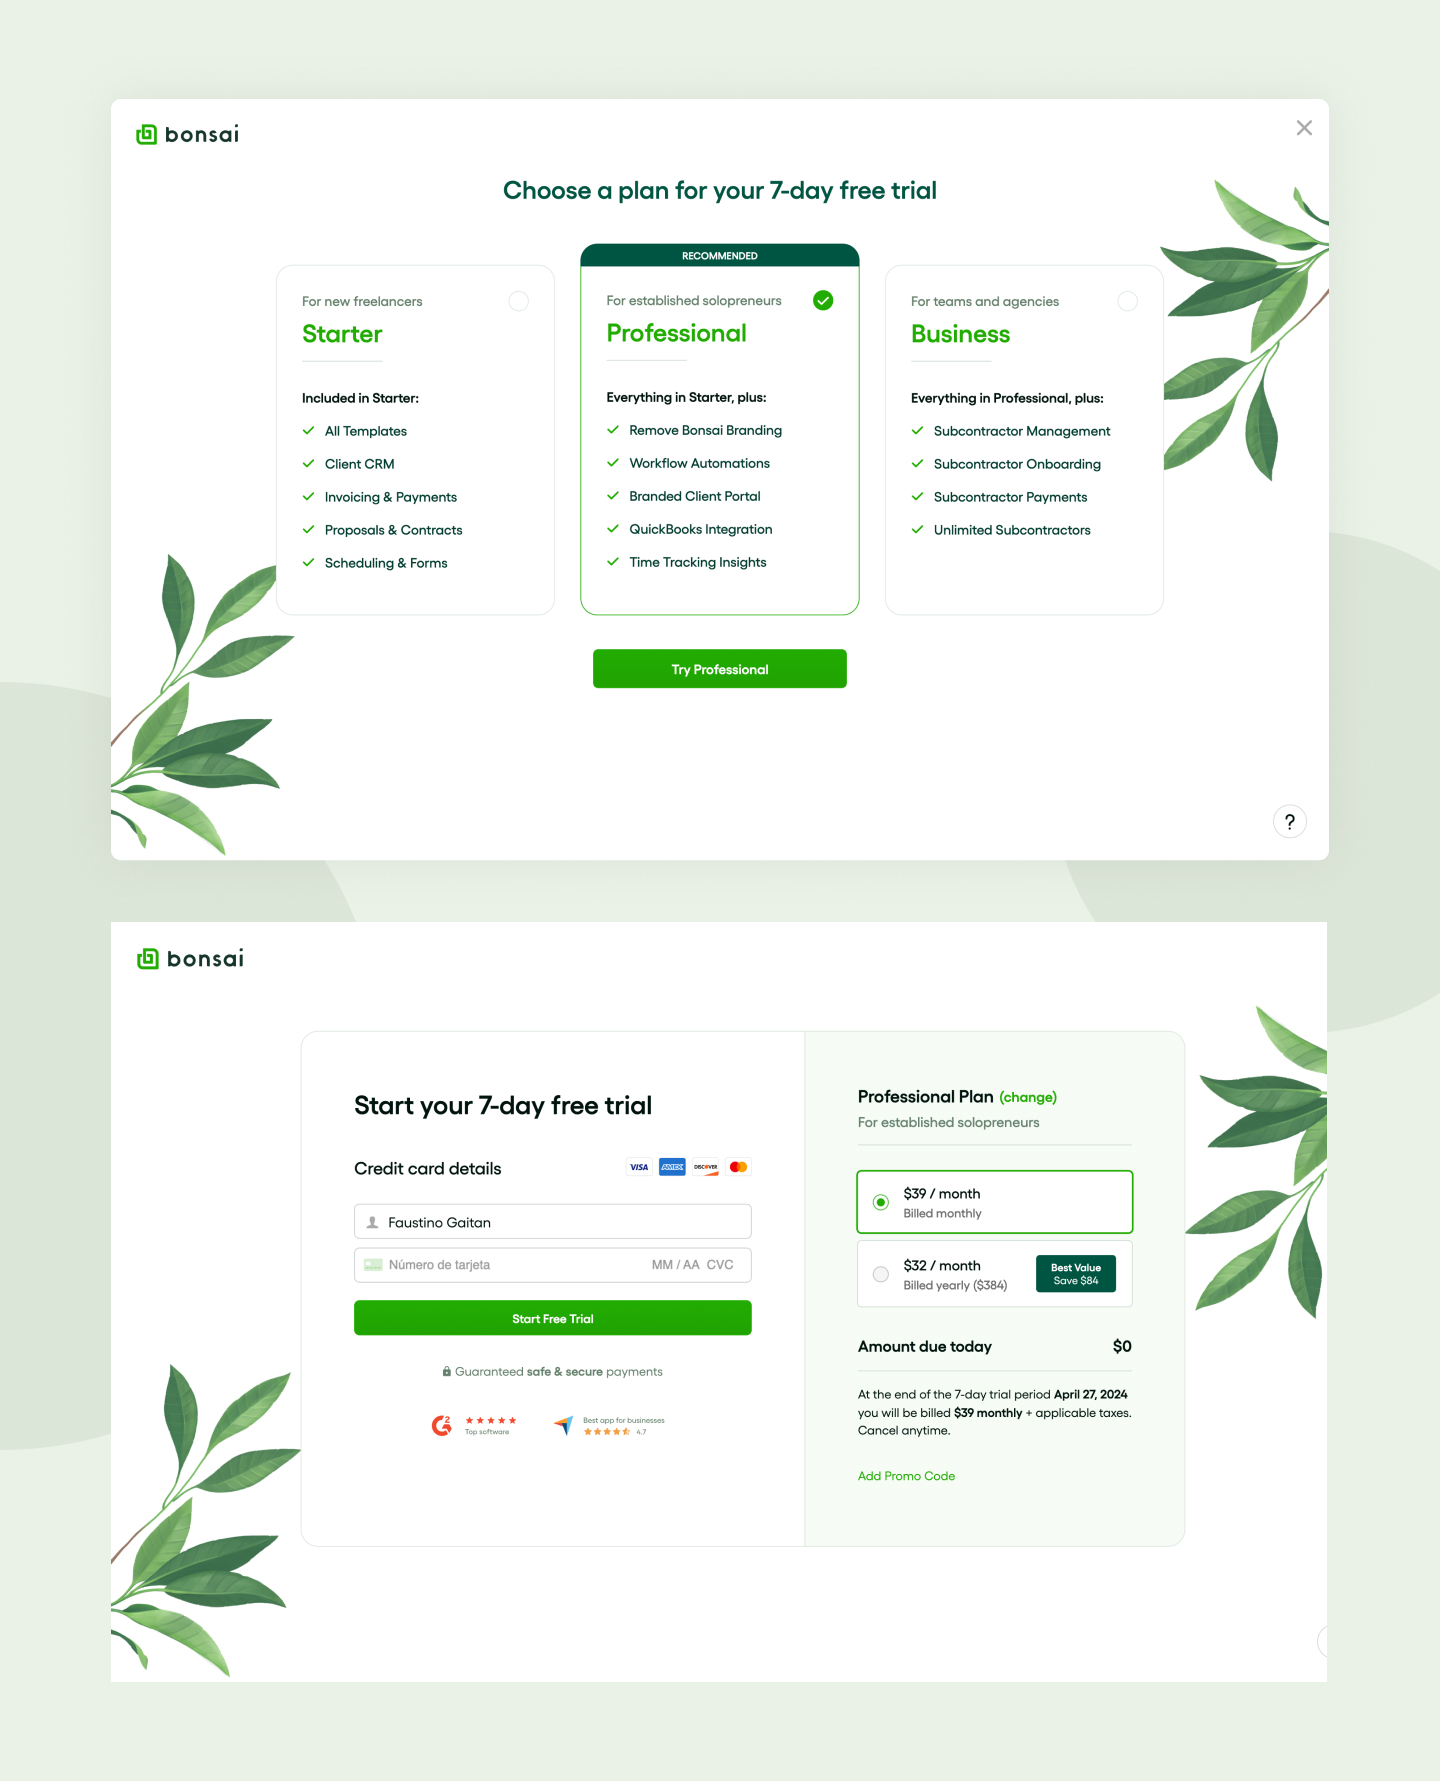 bonsai
Choose a plan for your 7-day free trial
For new freelancers
Starter
Included in Starter:
All Templates
Client CRM
Invoicing & Payments
Proposals & Contracts
Scheduling & Forms
RECOMMENDED
For established solopreneurs
Professional
Everything in Starter, plus:
Remove Bonsai Branding
Workflow Automations
Branded Client Portal
QuickBooks Integration
Time Tracking Insights
For teams and agencies
Business
Everything in Professional, plus:
Subcontractor Management
Subcontractor Onboarding
Subcontractor Payments
Unlimited Subcontractors
Try Professional
?
bonsai
Start your 7-day free trial
Credit card details
VISA AMEX DISCOVER
Faustino Gaitan
Número de tarjeta MM / AA CVC
Start Free Trial
Guaranteed safe & secure payments
G2
Top software
Best app for businesses
4.7
Professional Plan (change)
For established solopreneurs
$39 / month
Billed monthly
$32 / month
Billed yearly ($384)
Best Value
Save $84
Amount due today $0
At the end of the 7-day trial period April 27, 2024
you will be billed $39 monthly + applicable taxes.
Cancel anytime.
Add Promo Code